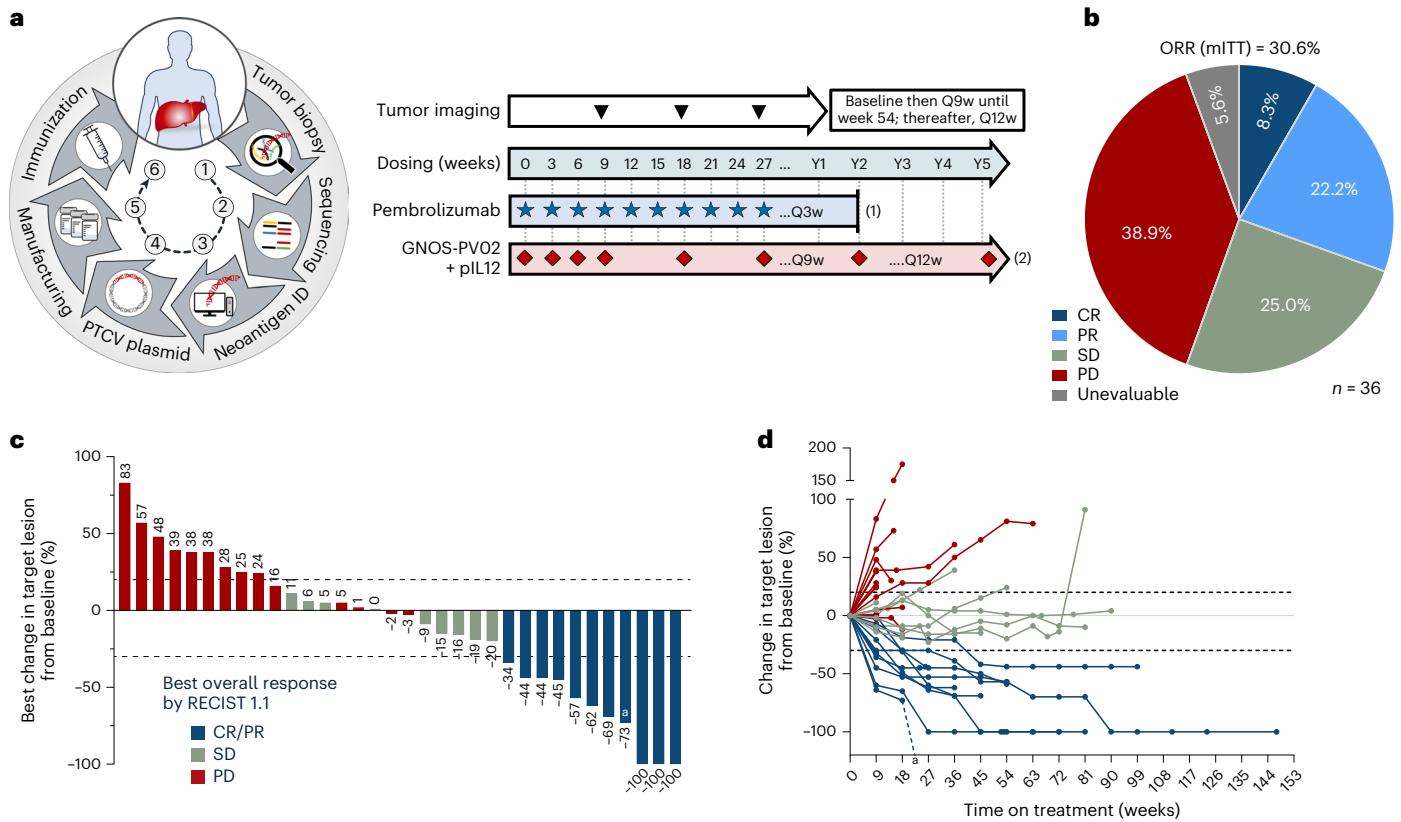 a
Tumor biopsy
Sequencing
Neoantigen ID
PTCV plasmid
Manufacturing
Immunization
1
2
3
4
5
6
Tumor imaging
Baseline then Q9w until
week 54; thereafter, Q12w
Dosing (weeks)
0 3 6 9 12 15 18 21 24 27 ... Y1 Y2 Y3 Y4 Y5
Pembrolizumab
...Q3w
(1)
GNOS-PV02
+ pIL12
...Q9w
....Q12w
(2)
b
ORR (mITT) = 30.6%
5.6%
8.3%
22.2%
38.9%
25.0%
CR
PR
SD
PD
Unevaluable
n = 36
c
Best change in target lesion
from baseline (%)
100
50
0
−50
−100
83
57
48
39
38
38
28
25
24
16
11
6
5
5
1
0
−2
−3
−9
−15
−16
−19
−20
−34
−44
−44
−45
−57
−62
−69
a
−73
−100
−100
−100
Best overall response
by RECIST 1.1
CR/PR
SD
PD
d
Change in target lesion
from baseline (%)
200
150
100
50
0
−50
−100
a
0 9 18 27 36 45 54 63 72 81 90 99 108 117 126 135 144 153
Time on treatment (weeks)